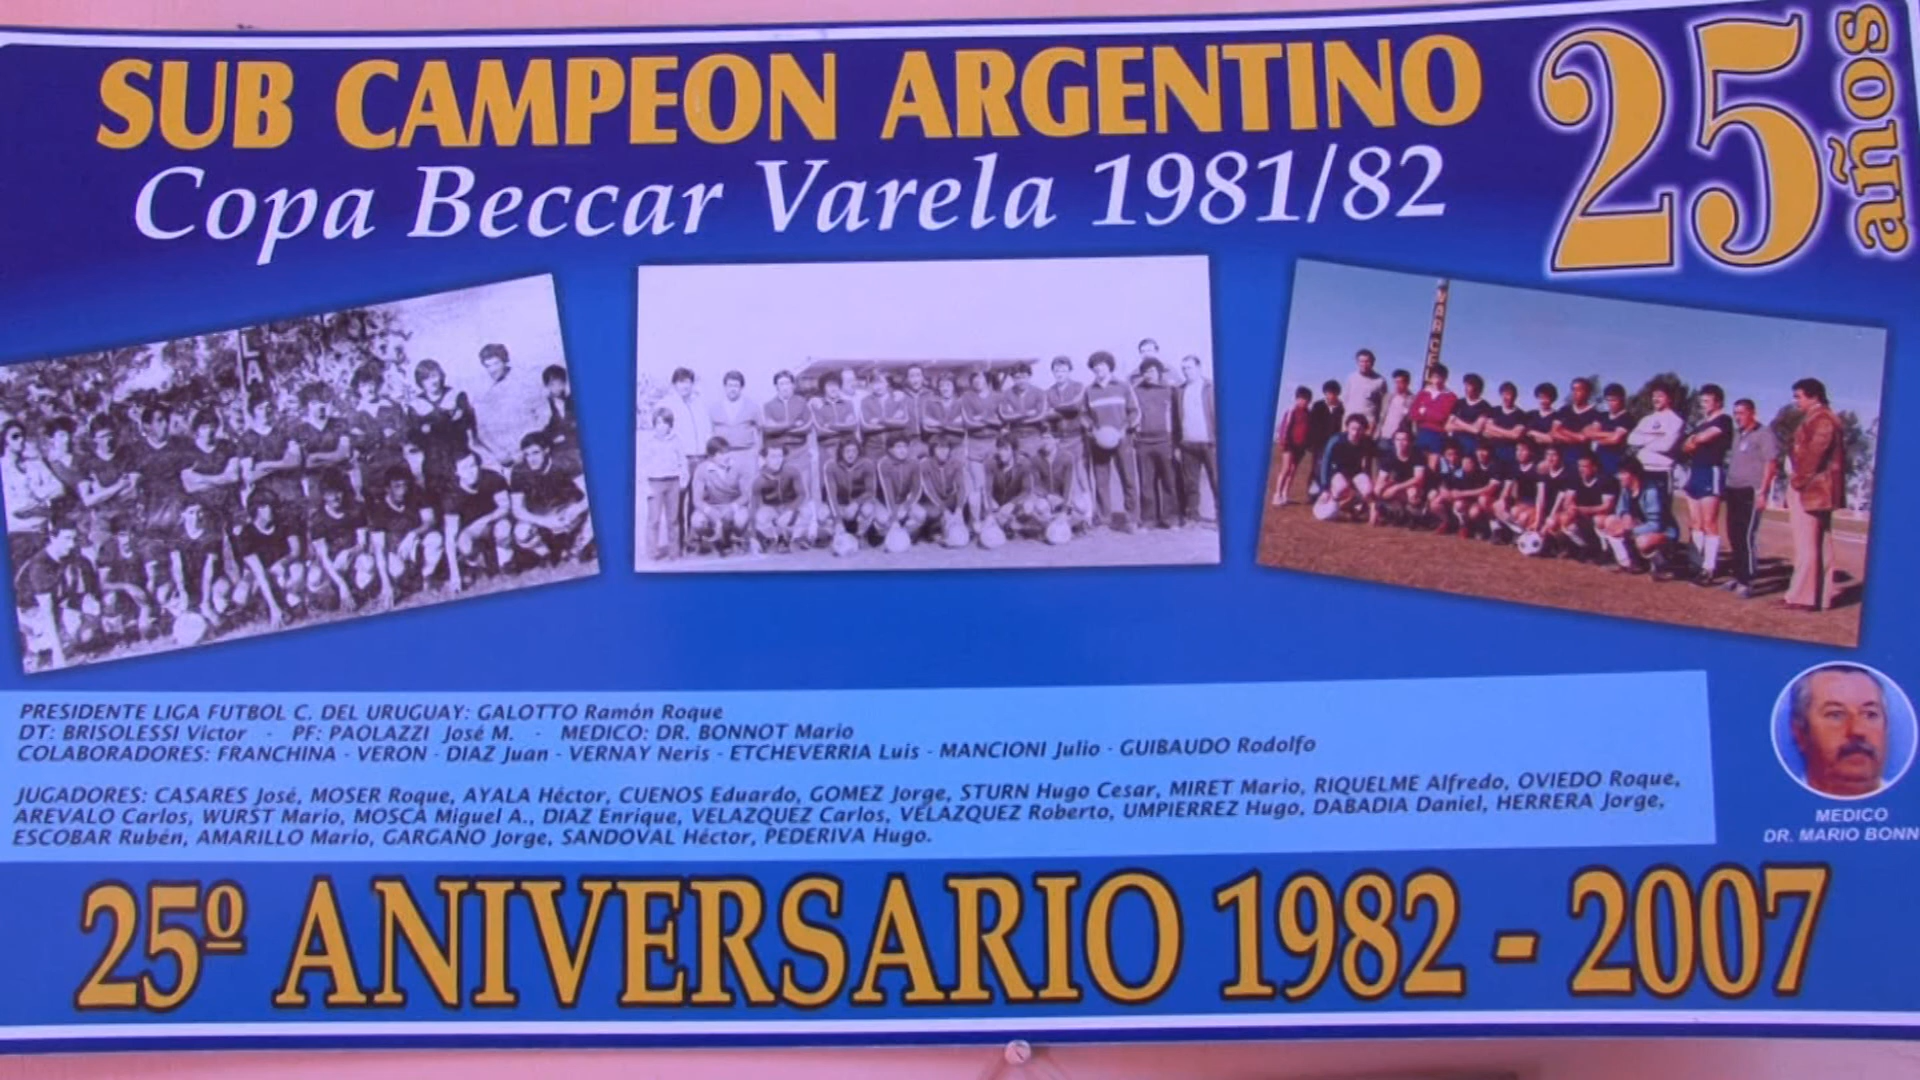 SUB CAMPEON ARGENTINO
Copa Beccar Varela 1981/82
25 años
PRESIDENTE LIGA FUTBOL C. DEL URUGUAY: GALOTTO Ramón Roque
DT: BRISOLESSI Victor - PF: PAOLAZZI José M. - MEDICO: DR. BONNOT Mario
COLABORADORES: FRANCHINA - VERON - DIAZ Juan - VERNAY Neris - ETCHEVERRIA Luis - MANCIONI Julio - GUIBAUDO Rodolfo
JUGADORES: CASARES José, MOSER Roque, AYALA Héctor, CUENOS Eduardo, GOMEZ Jorge, STURN Hugo Cesar, MIRET Mario, RIQUELME Alfredo, OVIEDO Roque,
AREVALO Carlos, WURST Mario, MOSCA Miguel A., DIAZ Enrique, VELAZQUEZ Carlos, VELAZQUEZ Roberto, UMPIERREZ Hugo, DABADIA Daniel, HERRERA Jorge,
ESCOBAR Rubén, AMARILLO Mario, GARGANO Jorge, SANDOVAL Héctor, PEDERIVA Hugo.
MEDICO
DR. MARIO BONN
25º ANIVERSARIO 1982 - 2007